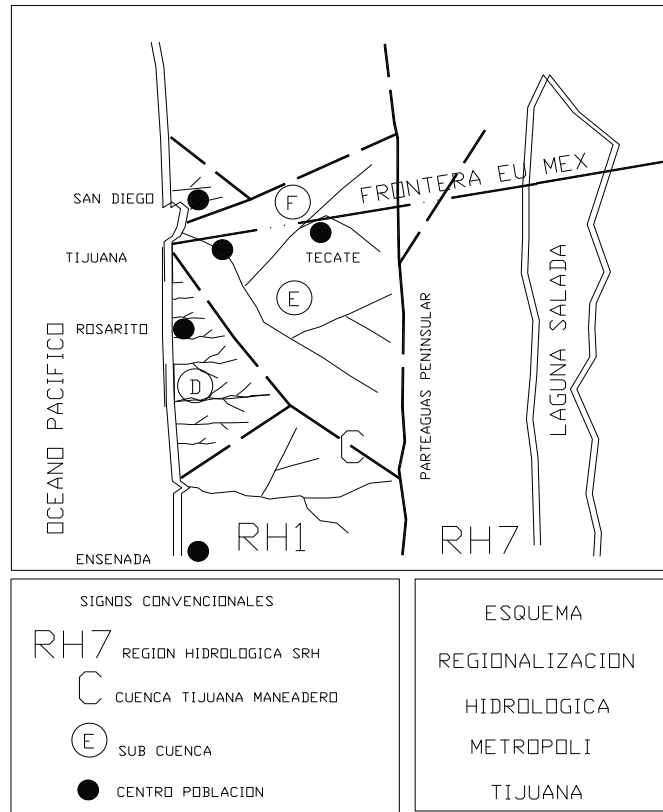 SAN DIEGO
FRONTERA EU MEX
F
TIJUANA
TECATE
E
ROSARITO
D
OCEANO PACIFICO
PARTEAGUAS PENINSULAR
LAGUNA SALADA
C
RH1
RH7
ENSENADA
SIGNOS CONVENCIONALES
RH7 REGION HIDROLOGICA SRH
C CUENCA TIJUANA MANEADERO
E SUB CUENCA
CENTRO POBLACION
ESQUEMA
REGIONALIZACION
HIDROLOGICA
METROPOLI
TIJUANA